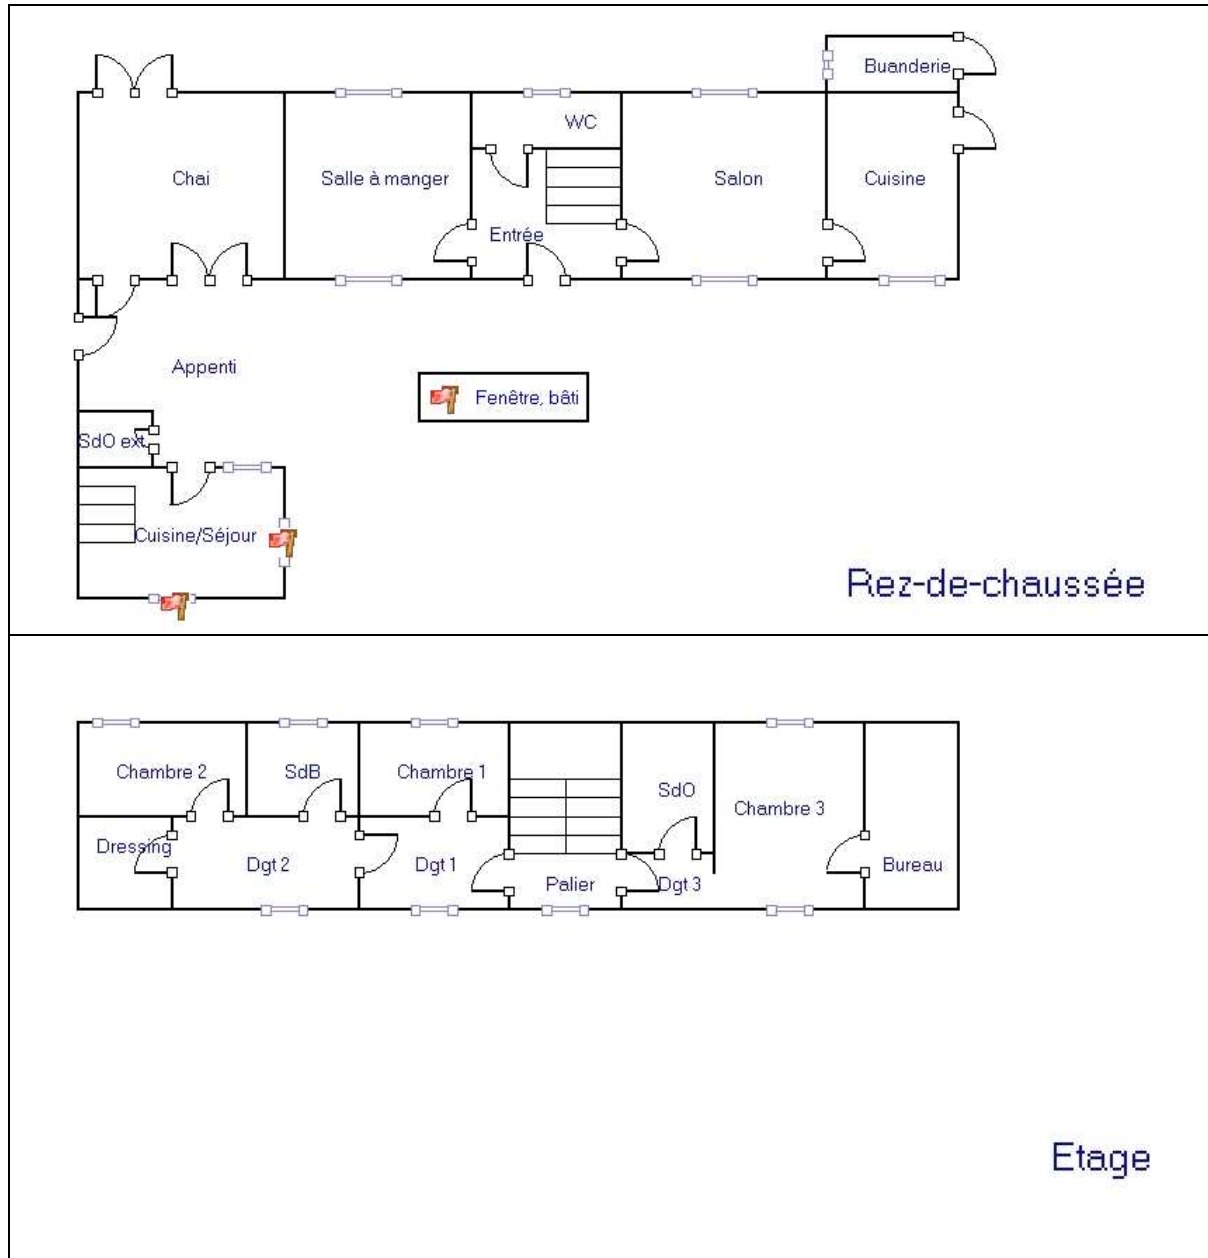 Buanderie
WC
Chai
Salle à manger
Salon
Cuisine
Entrée
Appenti
Fenêtre, bâti
SdO ext.
Cuisine/Séjour
Rez-de-chaussée
Chambre 2
SdB
Chambre 1
SdO
Chambre 3
Dressing
Dgt 2
Dgt 1
Palier
Dgt 3
Bureau
Etage